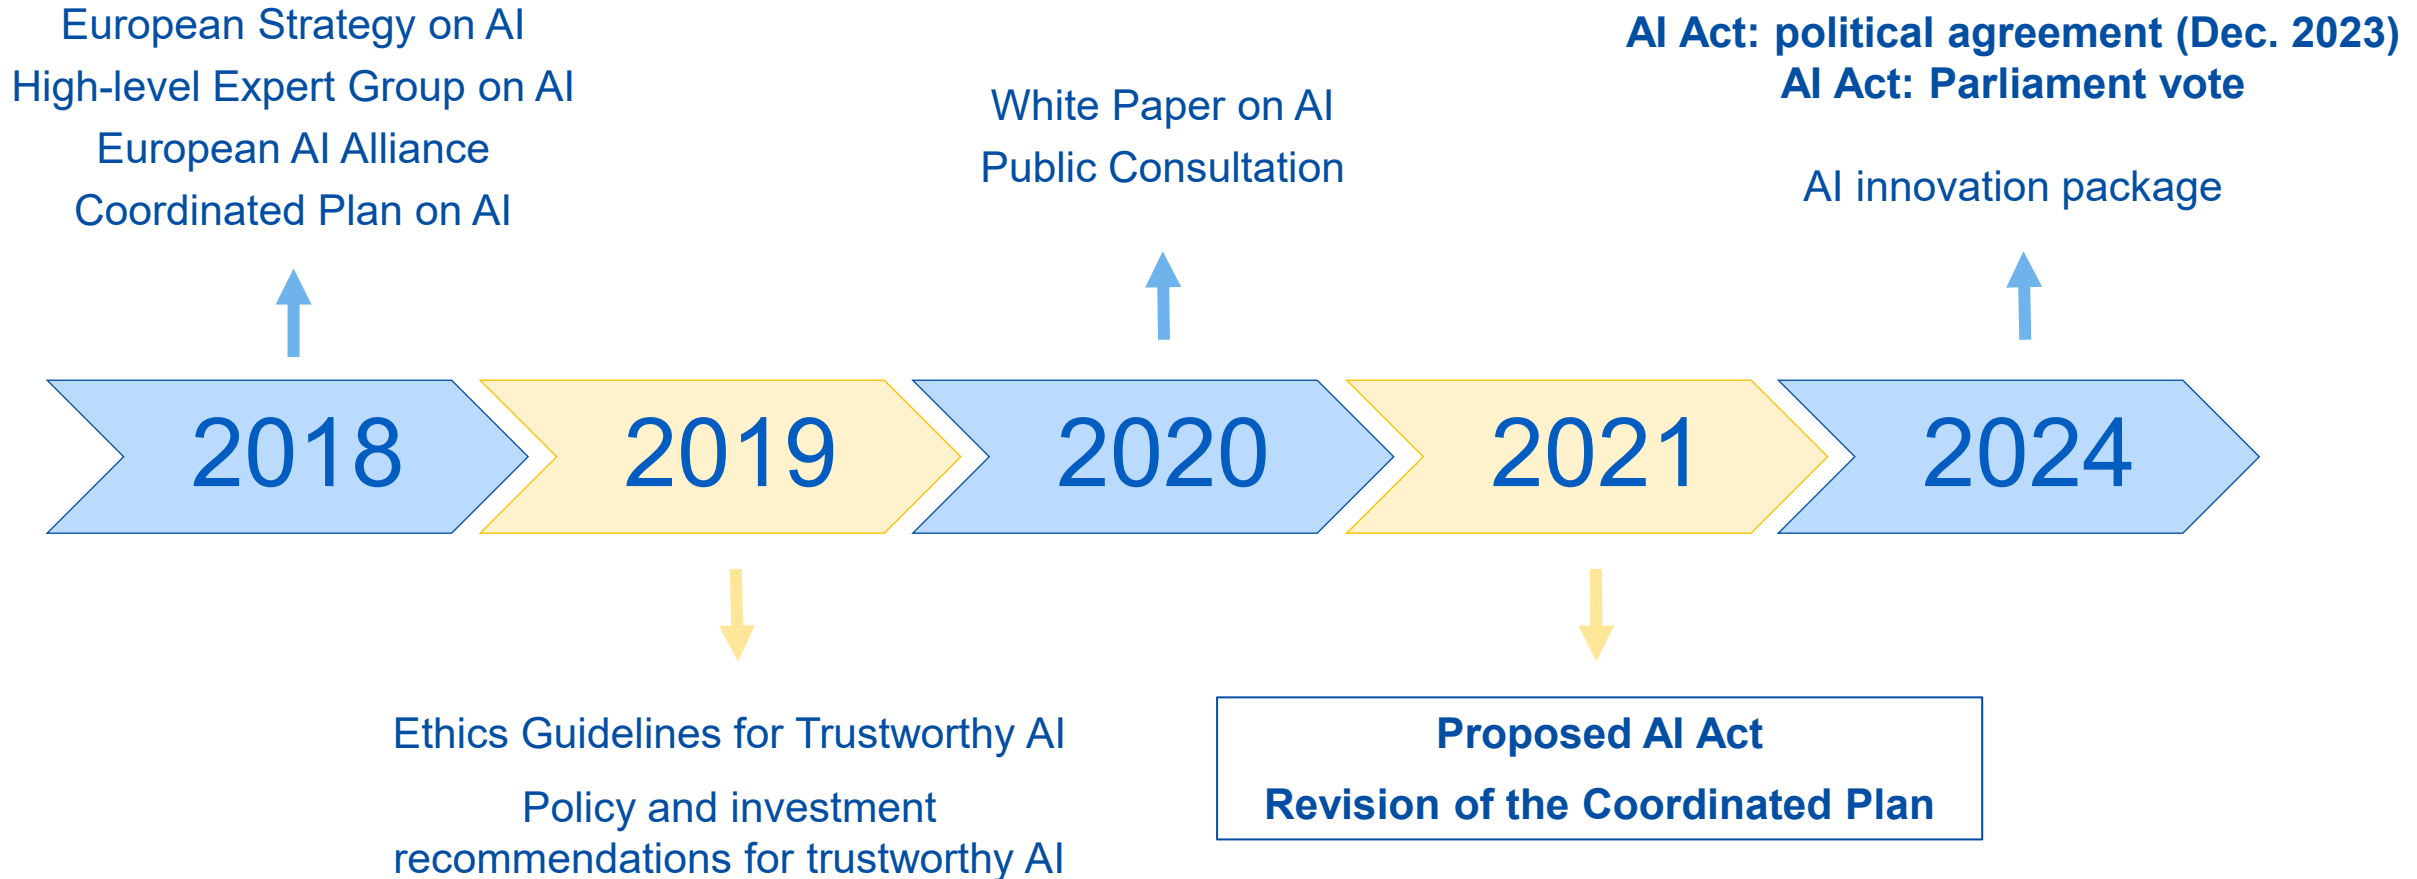 European Strategy on AI
High-level Expert Group on AI
European AI Alliance
Coordinated Plan on AI
White Paper on AI
Public Consultation
AI Act: political agreement (Dec. 2023)
AI Act: Parliament vote
AI innovation package
2018
2019
2020
2021
2024
Ethics Guidelines for Trustworthy AI
Policy and investment
recommendations for trustworthy AI
Proposed AI Act
Revision of the Coordinated Plan